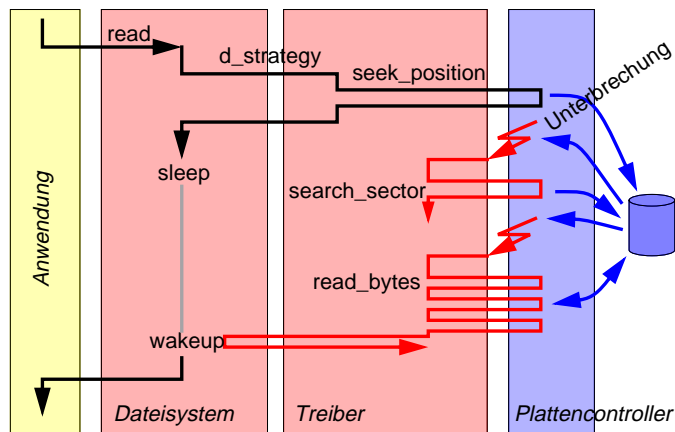 read
d_strategy
seek_position
Unterbrechung
sleep
search_sector
Anwendung
read_bytes
wakeup
Dateisystem
Treiber
Plattencontroller